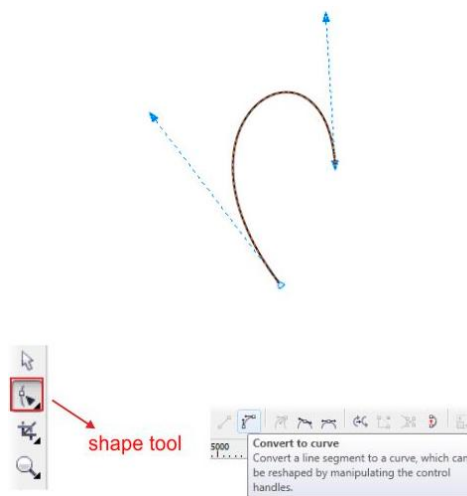 shape tool
5000
Convert to curve
Convert a line segment to a curve, which can
be reshaped by manipulating the control
handles.